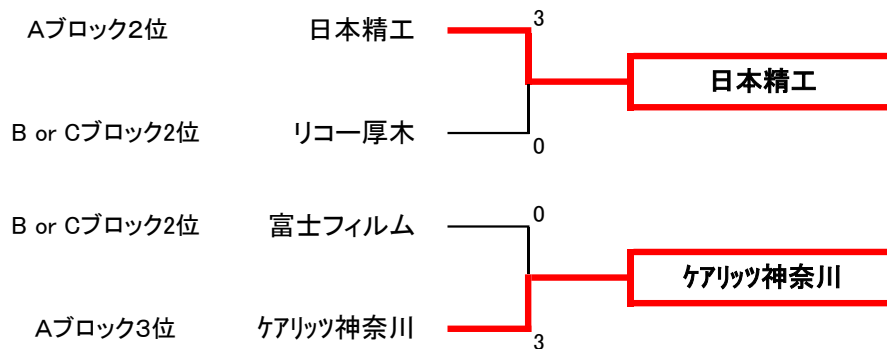 Aブロック2位 日本精工 3
日本精工
B or Cブロック2位 リコー厚木 0
B or Cブロック2位 富士フィルム 0
ｹｱﾘｯﾂ神奈川
Aブロック3位 ｹｱﾘｯﾂ神奈川 3